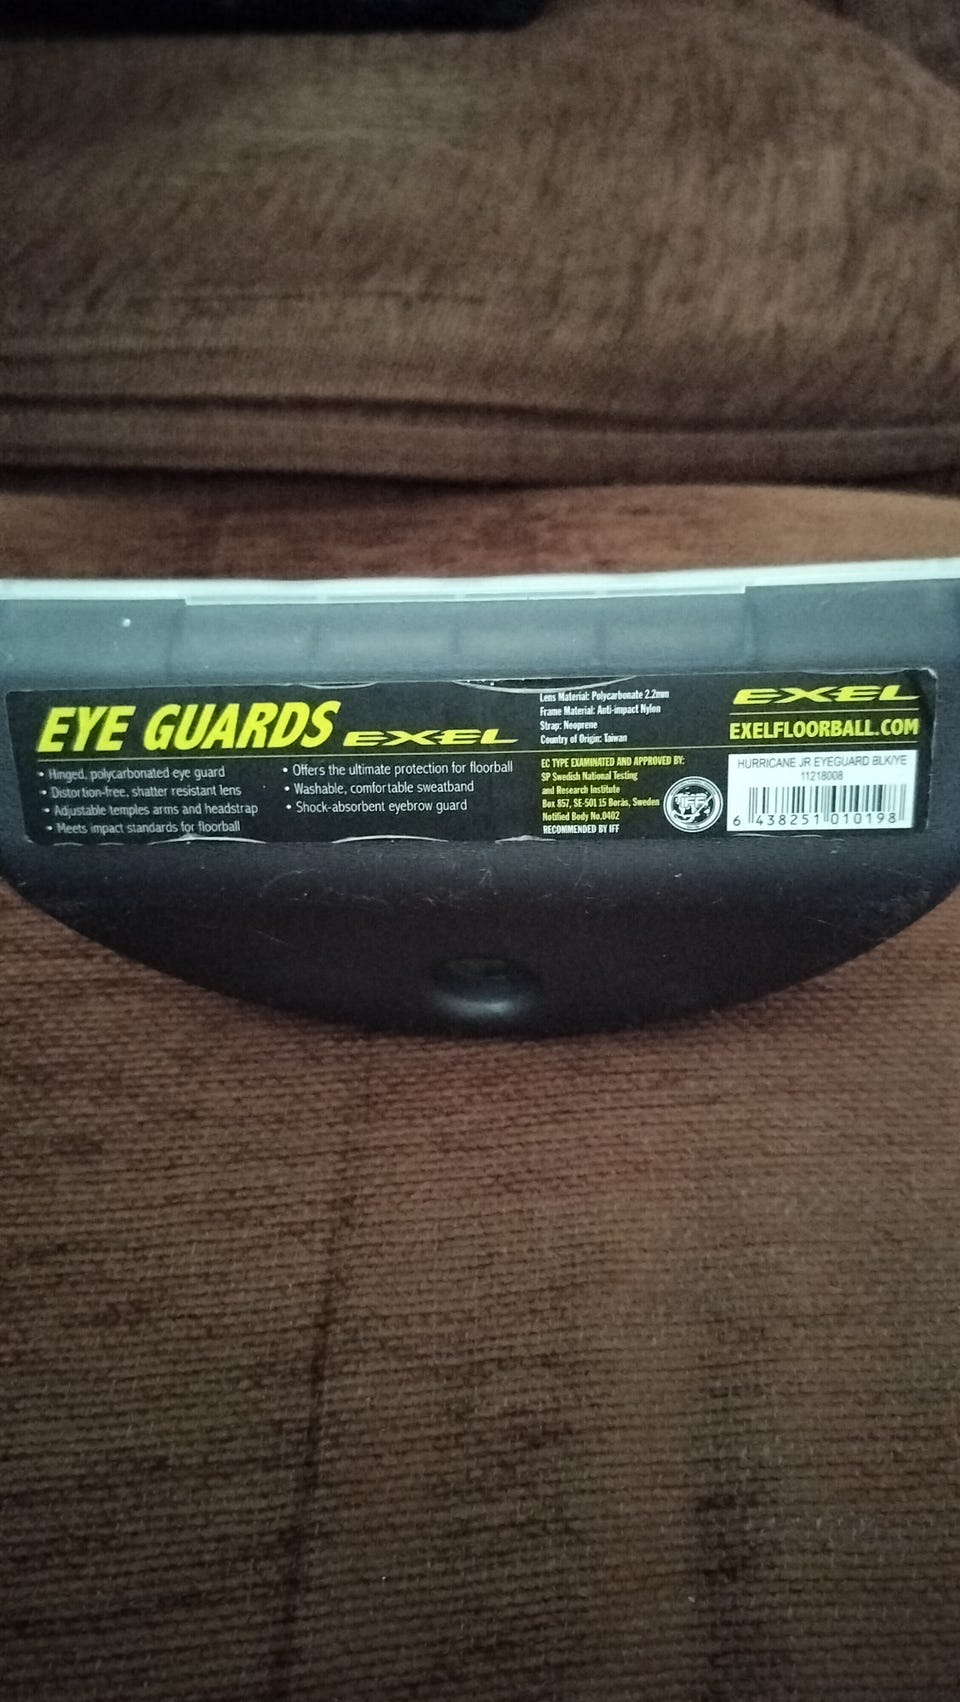 EYE GUARDS EXEL
• Hinged, polycarbonated eye guard
• Distortion-free, shatter resistant lens
• Adjustable temples arms and headstrap
• Meets impact standards for floorball
• Offers the ultimate protection for floorball
• Washable, comfortable sweatband
• Shock-absorbent eyebrow guard
Lens Material: Polycarbonate 2.2mm
Frame Material: Anti-impact Nylon
Strap: Neoprene
Country of Origin: Taiwan
EC TYPE EXAMINATED AND APPROVED BY:
SP Swedish National Testing
and Research Institute
Box 857, SE-501 15 Borås, Sweden
Notified Body No.0402
RECOMMENDED BY IFF
IFF
EXEL
EXELFLOORBALL.COM
HURRICANE JR EYEGUARD BLK/YE
11218008
6 438251 010198